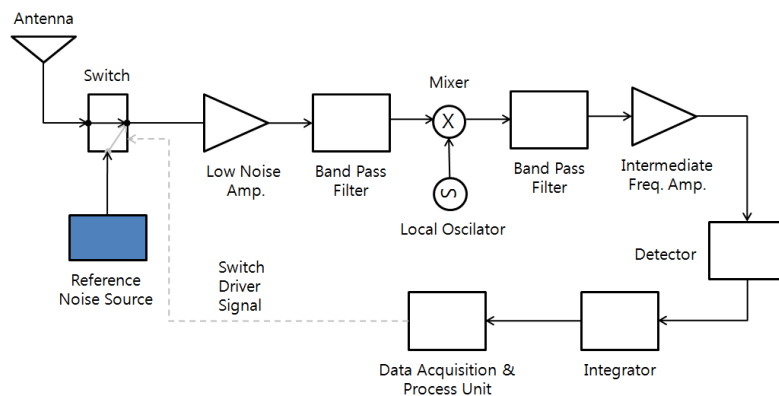 Antenna
Switch
Mixer
X
S
Low Noise
Amp.
Band Pass
Filter
Local Oscilator
Band Pass
Filter
Intermediate
Freq. Amp.
Detector
Reference
Noise Source
Switch
Driver
Signal
Data Acquisition &
Process Unit
Integrator